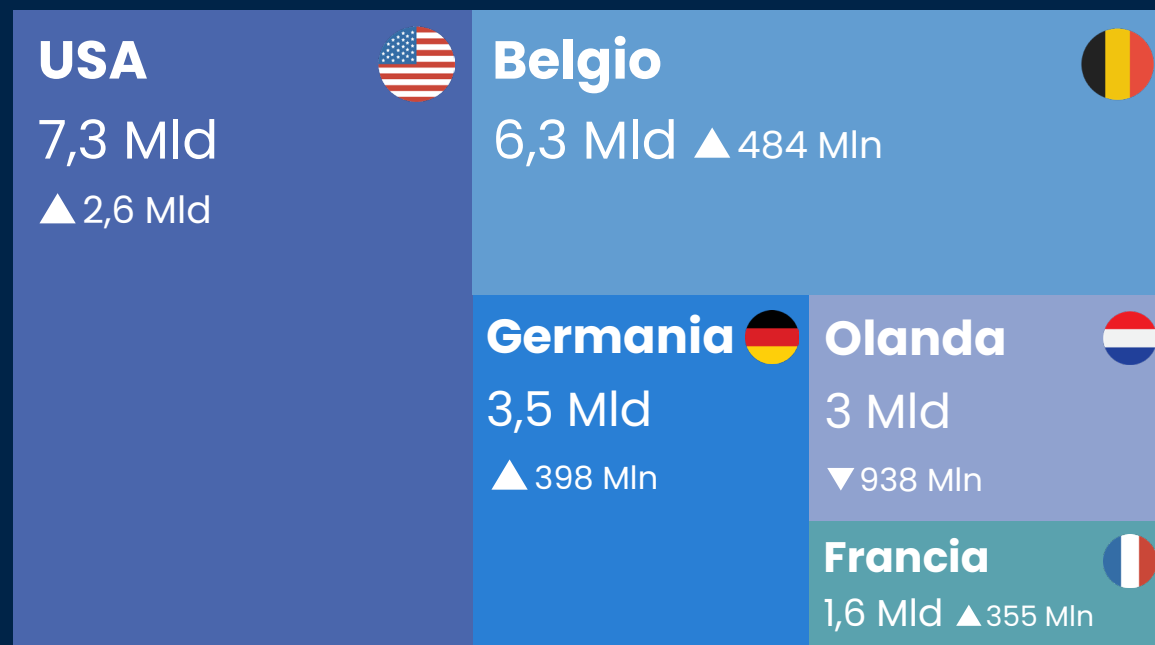 USA
7,3 Mld
▲ 2,6 Mld
Belgio
6,3 Mld ▲ 484 Mln
Germania
3,5 Mld
▲ 398 Mln
Olanda
3 Mld
▼ 938 Mln
Francia
1,6 Mld ▲ 355 Mln